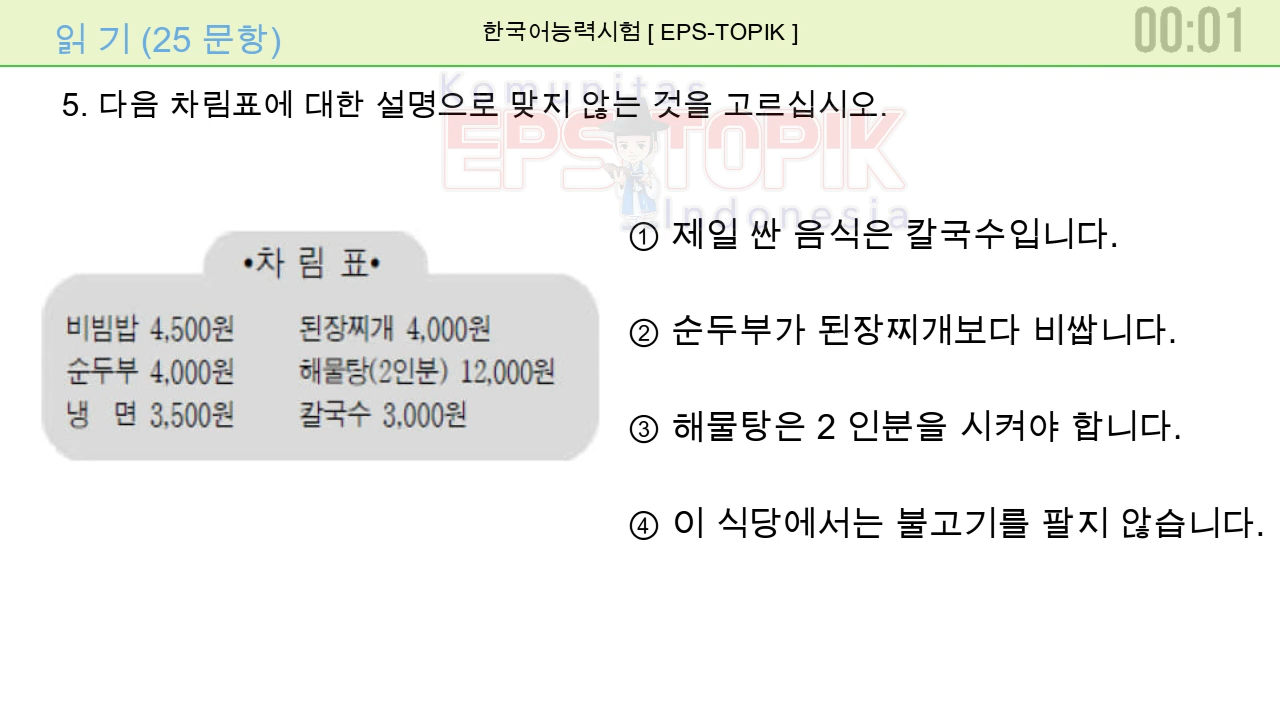 읽 기 (25 문항)
한국어능력시험 [ EPS-TOPIK ]
00:01
Komunitas
EPS TOPIK
Indonesia
5. 다음 차림표에 대한 설명으로 맞지 않는 것을 고르십시오.
•차 림 표•
비빔밥 4,500원 된장찌개 4,000원
순두부 4,000원 해물탕(2인분) 12,000원
냉 면 3,500원 칼국수 3,000원
① 제일 싼 음식은 칼국수입니다.
② 순두부가 된장찌개보다 비쌉니다.
③ 해물탕은 2 인분을 시켜야 합니다.
④ 이 식당에서는 불고기를 팔지 않습니다.